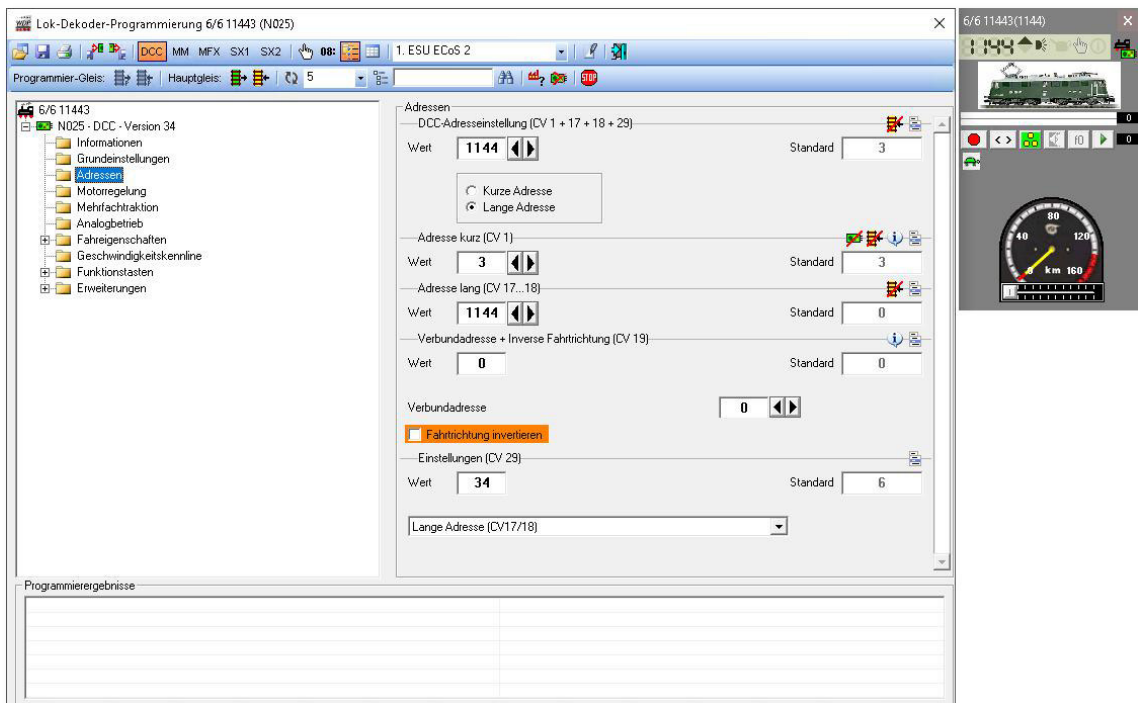 Lok-Dekoder-Programmierung 6/6 11443 (N025)
DCC MM MFX SX1 SX2 08: 1. ESU ECoS 2
Programmier-Gleis: Hauptgleis: 5 STOP
6/6 11443
N025 - DCC - Version 34
Informationen
Grundeinstellungen
Adressen
Motorregelung
Mehrfachtraktion
Analogbetrieb
Fahreigenschaften
Geschwindigkeitskennline
Funktionstasten
Erweiterungen
Adressen
DCC-Adresseinstellung (CV 1 + 17 + 18 + 29)
Wert 1144 Standard 3
Kurze Adresse
Lange Adresse
Adresse kurz (CV 1)
Wert 3 Standard 3
Adresse lang (CV 17...18)
Wert 1144 Standard 0
Verbundadresse + Inverse Fahrtrichtung (CV 19)
Wert 0 Standard 0
Verbundadresse 0
Fahrtrichtung invertieren
Einstellungen (CV 29)
Wert 34 Standard 6
Lange Adresse (CV17/18)
Programmierergebnisse
6/6 11443(1144)
1144
0
f0 0
80
40 120
0 km 160